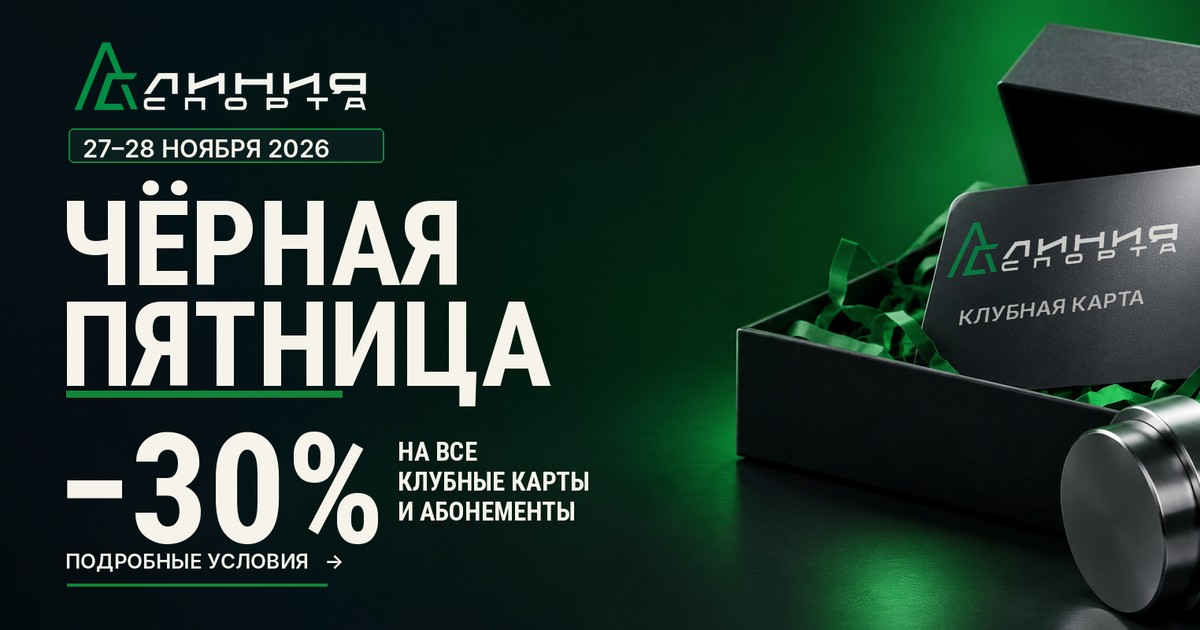 ЛИНИЯ
СПОРТА
27–28 НОЯБРЯ 2026
ЧЁРНАЯ
ПЯТНИЦА
–30%
НА ВСЕ
КЛУБНЫЕ КАРТЫ
И АБОНЕМЕНТЫ
ПОДРОБНЫЕ УСЛОВИЯ →
ЛИНИЯ
СПОРТА
КЛУБНАЯ КАРТА